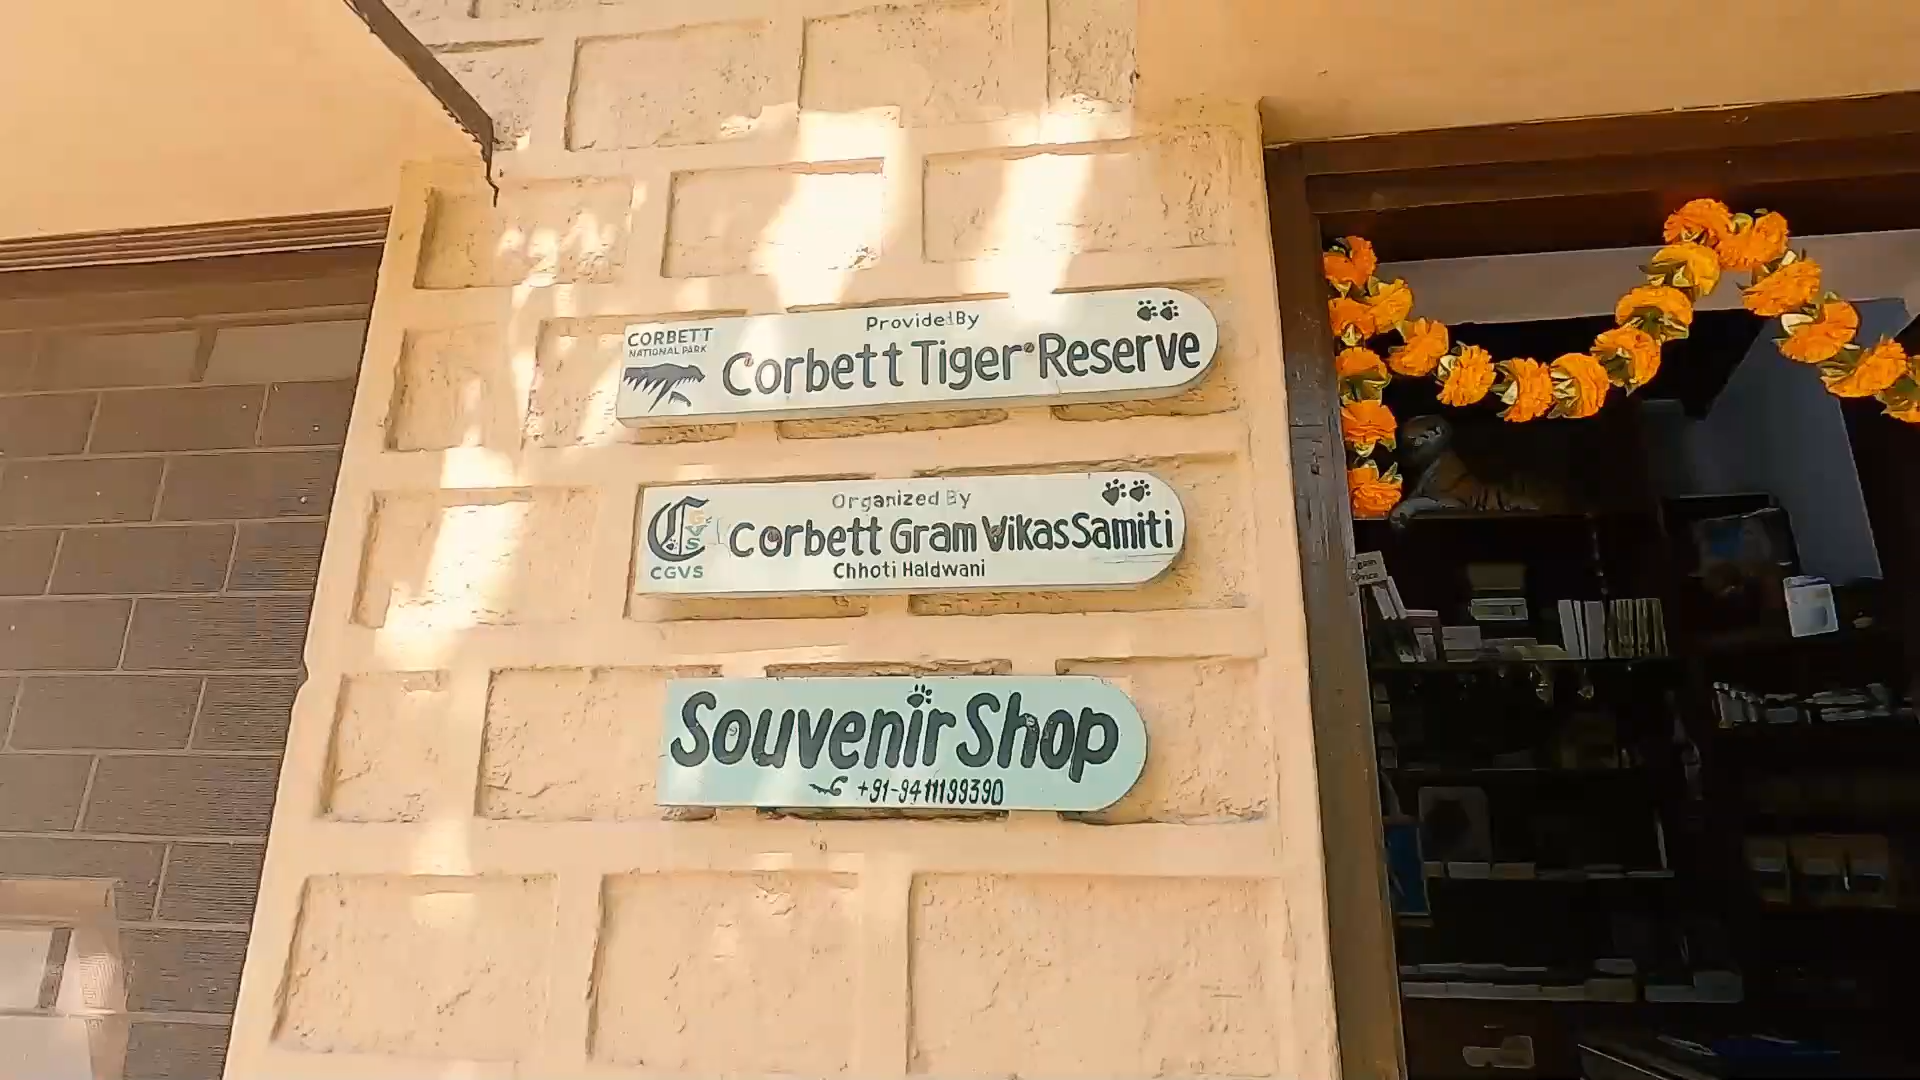 CORBETT
NATIONAL PARK
Provided By
Corbett Tiger Reserve
CGVS
CGVS
Organized By
Corbett Gram Vikas Samiti
Chhoti Haldwani
Souvenir Shop
+91-9411199390